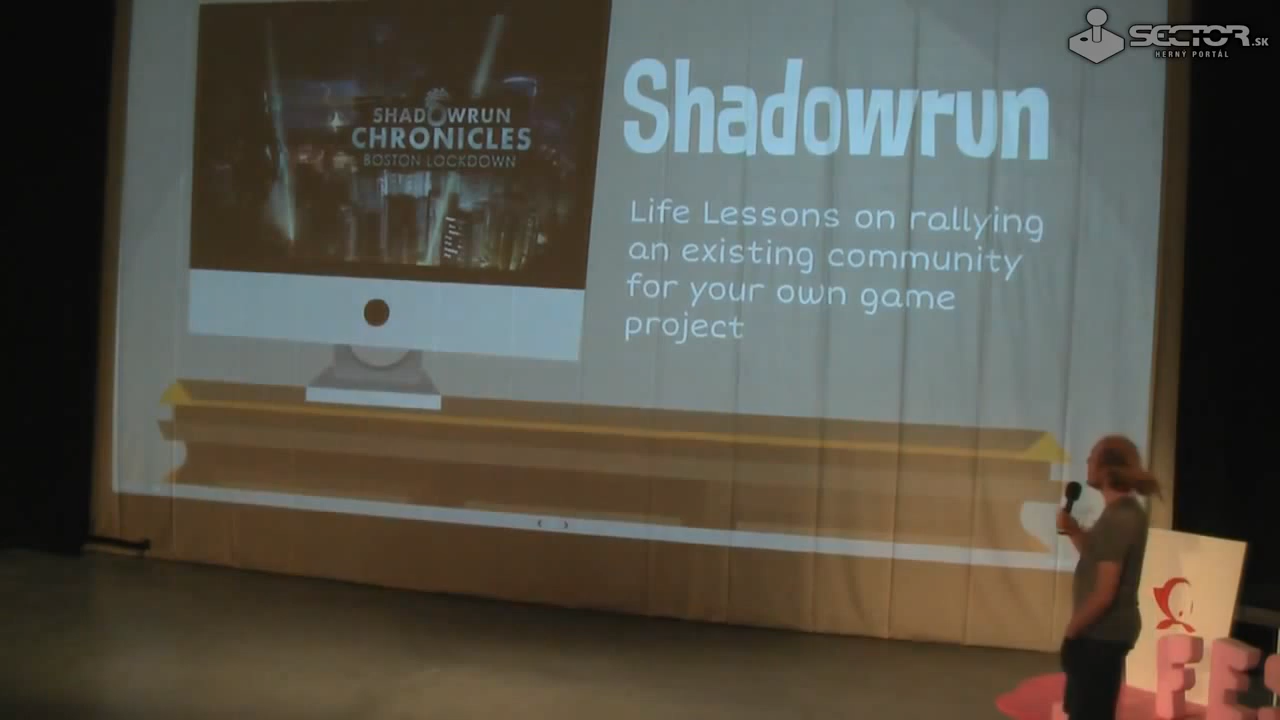 SECTOR.SK
HERNÝ PORTÁL
SHADOWRUN
CHRONICLES
BOSTON LOCKDOWN
Shadowrun
Life Lessons on rallying
an existing community
for your own game
project
FES